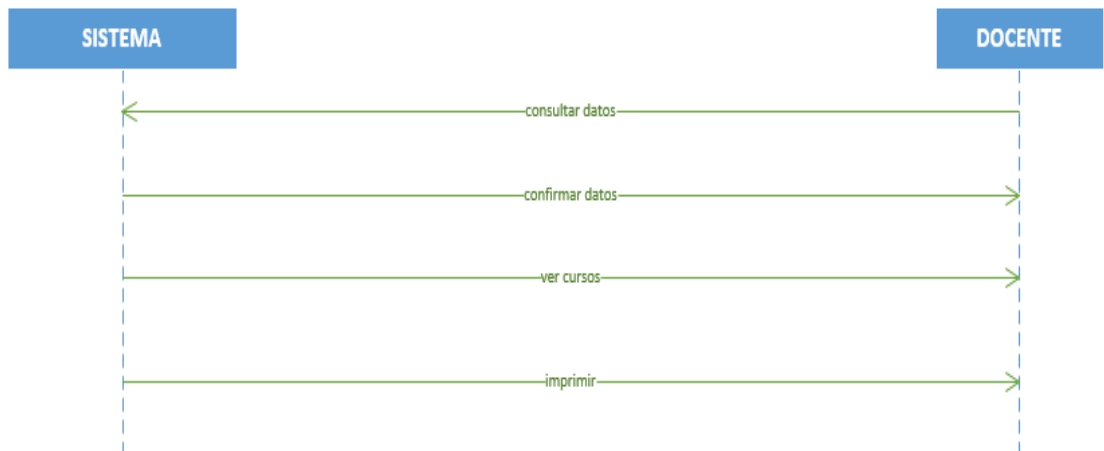 SISTEMA
DOCENTE
consultar datos
confirmar datos
ver cursos
imprimir